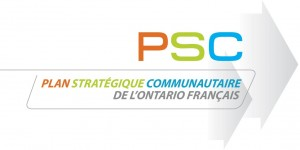 PSC
PLAN STRATÉGIQUE COMMUNAUTAIRE
DE L'ONTARIO FRANÇAIS